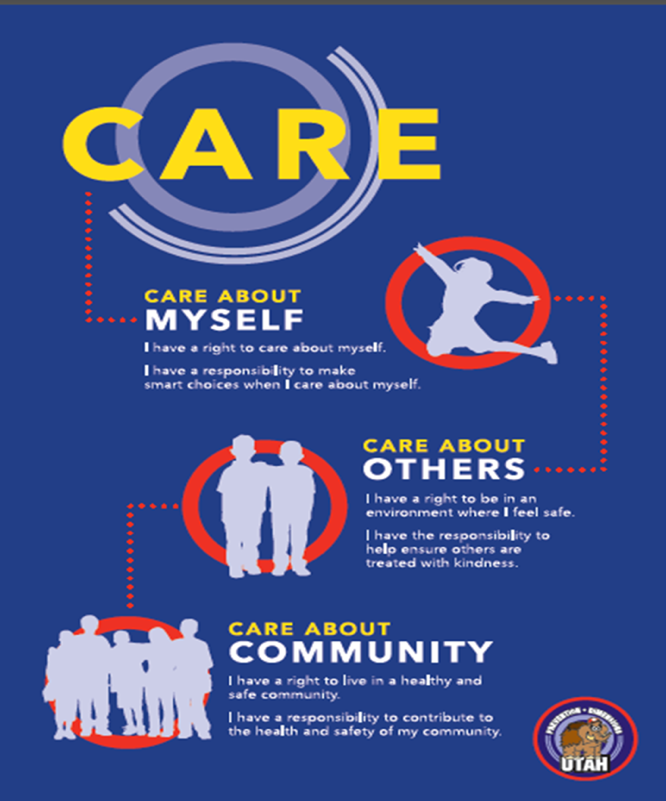 CARE
CARE ABOUT
MYSELF
I have a right to care about myself.
I have a responsibility to make
smart choices when I care about myself.
CARE ABOUT
OTHERS
I have a right to be in an
environment where I feel safe.
I have the responsibility to
help ensure others are
treated with kindness.
CARE ABOUT
COMMUNITY
I have a right to live in a healthy and
safe community.
I have a responsibility to contribute to
the health and safety of my community.
PREVENTION • DIMENSIONS
UTAH